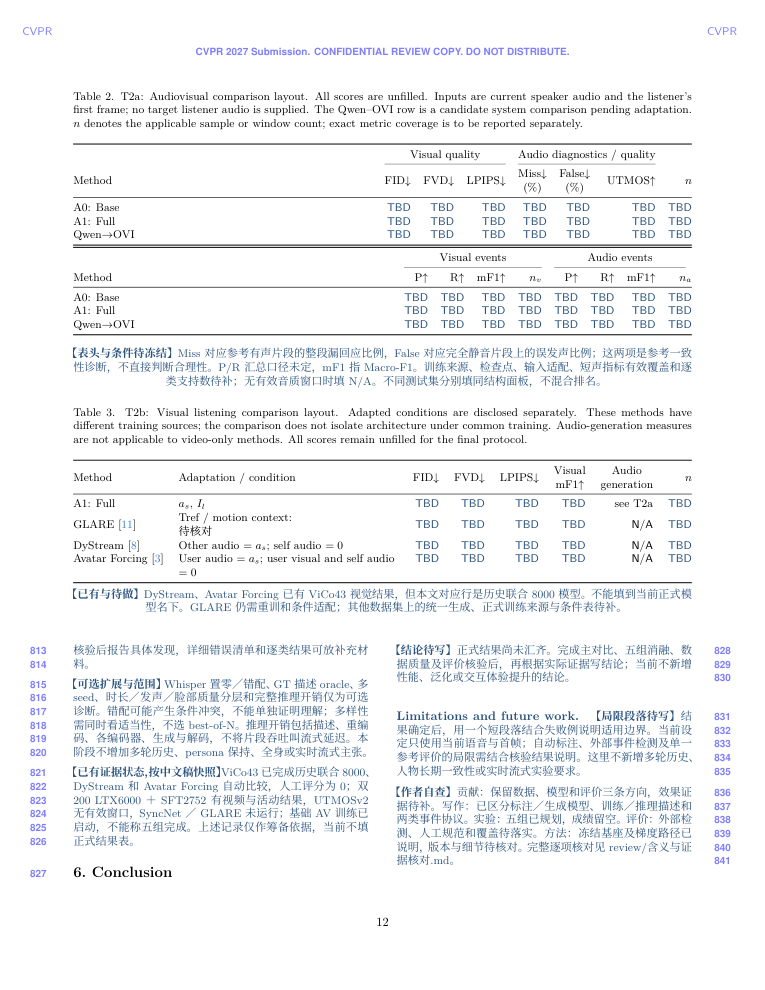 CVPR
CVPR
CVPR 2027 Submission. CONFIDENTIAL REVIEW COPY. DO NOT DISTRIBUTE.
Table 2. T2a: Audiovisual comparison layout. All scores are unfilled. Inputs are current speaker audio and the listener's
first frame; no target listener audio is supplied. The Qwen–OVI row is a candidate system comparison pending adaptation.
n denotes the applicable sample or window count; exact metric coverage is to be reported separately.
Visual quality Audio diagnostics / quality
Method FID↓ FVD↓ LPIPS↓ Miss↓ (%) False↓ (%) UTMOS↑ n
A0: Base TBD TBD TBD TBD TBD TBD TBD
A1: Full TBD TBD TBD TBD TBD TBD TBD
Qwen→OVI TBD TBD TBD TBD TBD TBD TBD
Visual events Audio events
Method P↑ R↑ mF1↑ nv P↑ R↑ mF1↑ na
A0: Base TBD TBD TBD TBD TBD TBD TBD TBD
A1: Full TBD TBD TBD TBD TBD TBD TBD TBD
Qwen→OVI TBD TBD TBD TBD TBD TBD TBD TBD
【表头与条件待冻结】Miss 对应参考有声片段的整段漏回应比例，False 对应完全静音片段上的误发声比例；这两项是参考一致
性诊断，不直接判断合理性。P/R 汇总口径未定，mF1 指 Macro-F1。训练来源、检查点、输入适配、短声指标有效覆盖和逐
类支持数待补；无有效音质窗口时填 N/A。不同测试集分别填同结构面板，不混合排名。
Table 3. T2b: Visual listening comparison layout. Adapted conditions are disclosed separately. These methods have
different training sources; the comparison does not isolate architecture under common training. Audio-generation measures
are not applicable to video-only methods. All scores remain unfilled for the final protocol.
Method Adaptation / condition FID↓ FVD↓ LPIPS↓ Visual mF1↑ Audio generation n
A1: Full as, Il TBD TBD TBD TBD see T2a TBD
GLARE [11] Tref / motion context: 待核对 TBD TBD TBD TBD N/A TBD
DyStream [8] Other audio = as; self audio = 0 TBD TBD TBD TBD N/A TBD
Avatar Forcing [3] User audio = as; user visual and self audio = 0 TBD TBD TBD TBD N/A TBD
【已有与待做】DyStream、Avatar Forcing 已有 ViCo43 视觉结果，但本文对应行是历史联合 8000 模型。不能填到当前正式模
型名下。GLARE 仍需重训和条件适配；其他数据集上的统一生成、正式训练来源与条件表待补。
813 核验后报告具体发现，详细错误清单和逐类结果可放补充材
814 料。
815 【可选扩展与范围】Whisper 置零／错配、GT 描述 oracle、多
816 seed、时长／发声／脸部质量分层和完整推理开销仅为可选
817 诊断。错配可能产生条件冲突，不能单独证明理解；多样性
818 需同时看适当性，不选 best-of-N。推理开销包括描述、重编
819 码、各编码器、生成与解码，不将片段吞吐叫流式延迟。本
820 阶段不增加多轮历史、persona 保持、全身或实时流式主张。
821 【已有证据状态,按中文稿快照】ViCo43 已完成历史联合 8000、
822 DyStream 和 Avatar Forcing 自动比较，人工评分为 0；双
823 200 LTX6000 ＋ SFT2752 有视频与活动结果，UTMOSv2
824 无有效窗口，SyncNet ／ GLARE 未运行；基础 AV 训练已
825 启动，不能称五组完成。上述记录仅作筹备依据，当前不填
826 正式结果表。
827 6. Conclusion
【结论待写】正式结果尚未汇齐。完成主对比、五组消融、数 828
据质量及评价核验后，再根据实际证据写结论；当前不新增 829
性能、泛化或交互体验提升的结论。 830
Limitations and future work. 【局限段落待写】结 831
果确定后，用一个短段落结合失败例说明适用边界。当前设 832
定只使用当前语音与首帧；自动标注、外部事件检测及单一 833
参考评价的局限需结合核验结果说明。这里不新增多轮历史、 834
人物长期一致性或实时流式实验要求。 835
【作者自查】贡献：保留数据、模型和评价三条方向，效果证 836
据待补。写作：已区分标注／生成模型、训练／推理描述和 837
两类事件协议。实验：五组已规划，成绩留空。评价：外部检 838
测、人工规范和覆盖待落实。方法：冻结基座及梯度路径已 839
说明，版本与细节待核对。完整逐项核对见 review/含义与证 840
据核对.md。 841
12